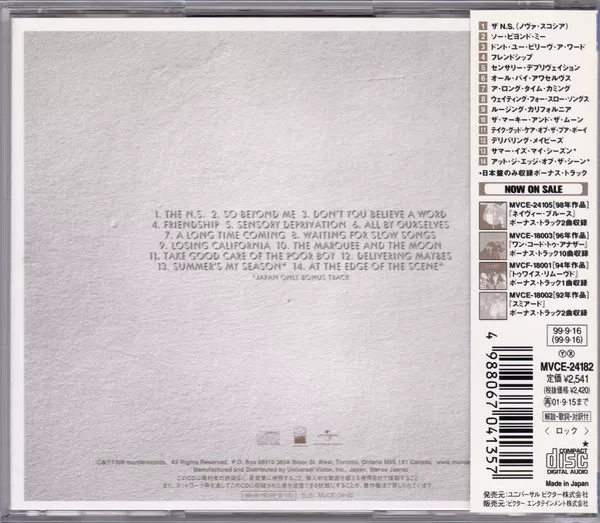 1. THE N.S. 2. SO BEYOND ME 3. DON'T YOU BELIEVE A WORD
4. FRIENDSHIP 5. SENSORY DEPRIVATION 6. ALL BY OURSELVES
7. A LONG TIME COMING 8. WAITING FOR SLOW SONGS
9. LOSING CALIFORNIA 10. THE MARQUEE AND THE MOON
11. TAKE GOOD CARE OF THE POOR BOY 12. DELIVERING MAYBES
13. SUMMER'S MY SEASON* 14. AT THE EDGE OF THE SCENE*
*JAPAN ONLY BONUS TRACK
Manufactured and Distributed by Universal Victor, Inc., Japan.
MVCE-24182
1 ザ N.S.(ノヴァ・スコシア)
2 ソー・ビヨンド・ミー
3 ドント・ユー・ビリーヴ・ア・ワード
4 フレンドシップ
5 センサリー・デプリヴェイション
6 オール・バイ・アワセルヴス
7 ア・ロング・タイム・カミング
8 ウェイティング・フォー・スロー・ソングス
9 ルージング・カリフォルニア
10 ザ・マーキー・アンド・ザ・ムーン
11 テイク・グッド・ケア・オブ・ザ・プア・ボーイ
12 デリバリング・メイビーズ
13 サマー・イズ・マイ・シーズン*
14 アット・ジ・エッジ・オブ・ザ・シーン*
*日本盤のみ収録ボーナス・トラック
NOW ON SALE
MVCE-24105[98年作品]
「ネイヴィー・ブルース」
ボーナス・トラック2曲収録
MVCE-18003[96年作品]
「ワン・コード・トゥ・アナザー」
ボーナス・トラック10曲収録
MVCF-18001[94年作品]
「トゥワイス・リムーヴド」
ボーナス・トラック1曲収録
MVCE-18002[92年作品]
「スミアード」
ボーナス・トラック2曲収録
99・9・16
(99・9・16)
Y X
MVCE-24182
定価 ¥2,541
(税抜価格 ¥2,420)
再 01・9・15まで
解説・歌詞・対訳付
〈ロック〉
4988067041357
COMPACT
disc
DIGITAL AUDIO
Made in Japan
発売元:ユニバーサル ビクター株式会社
販売元:ビクター エンタテインメント株式会社